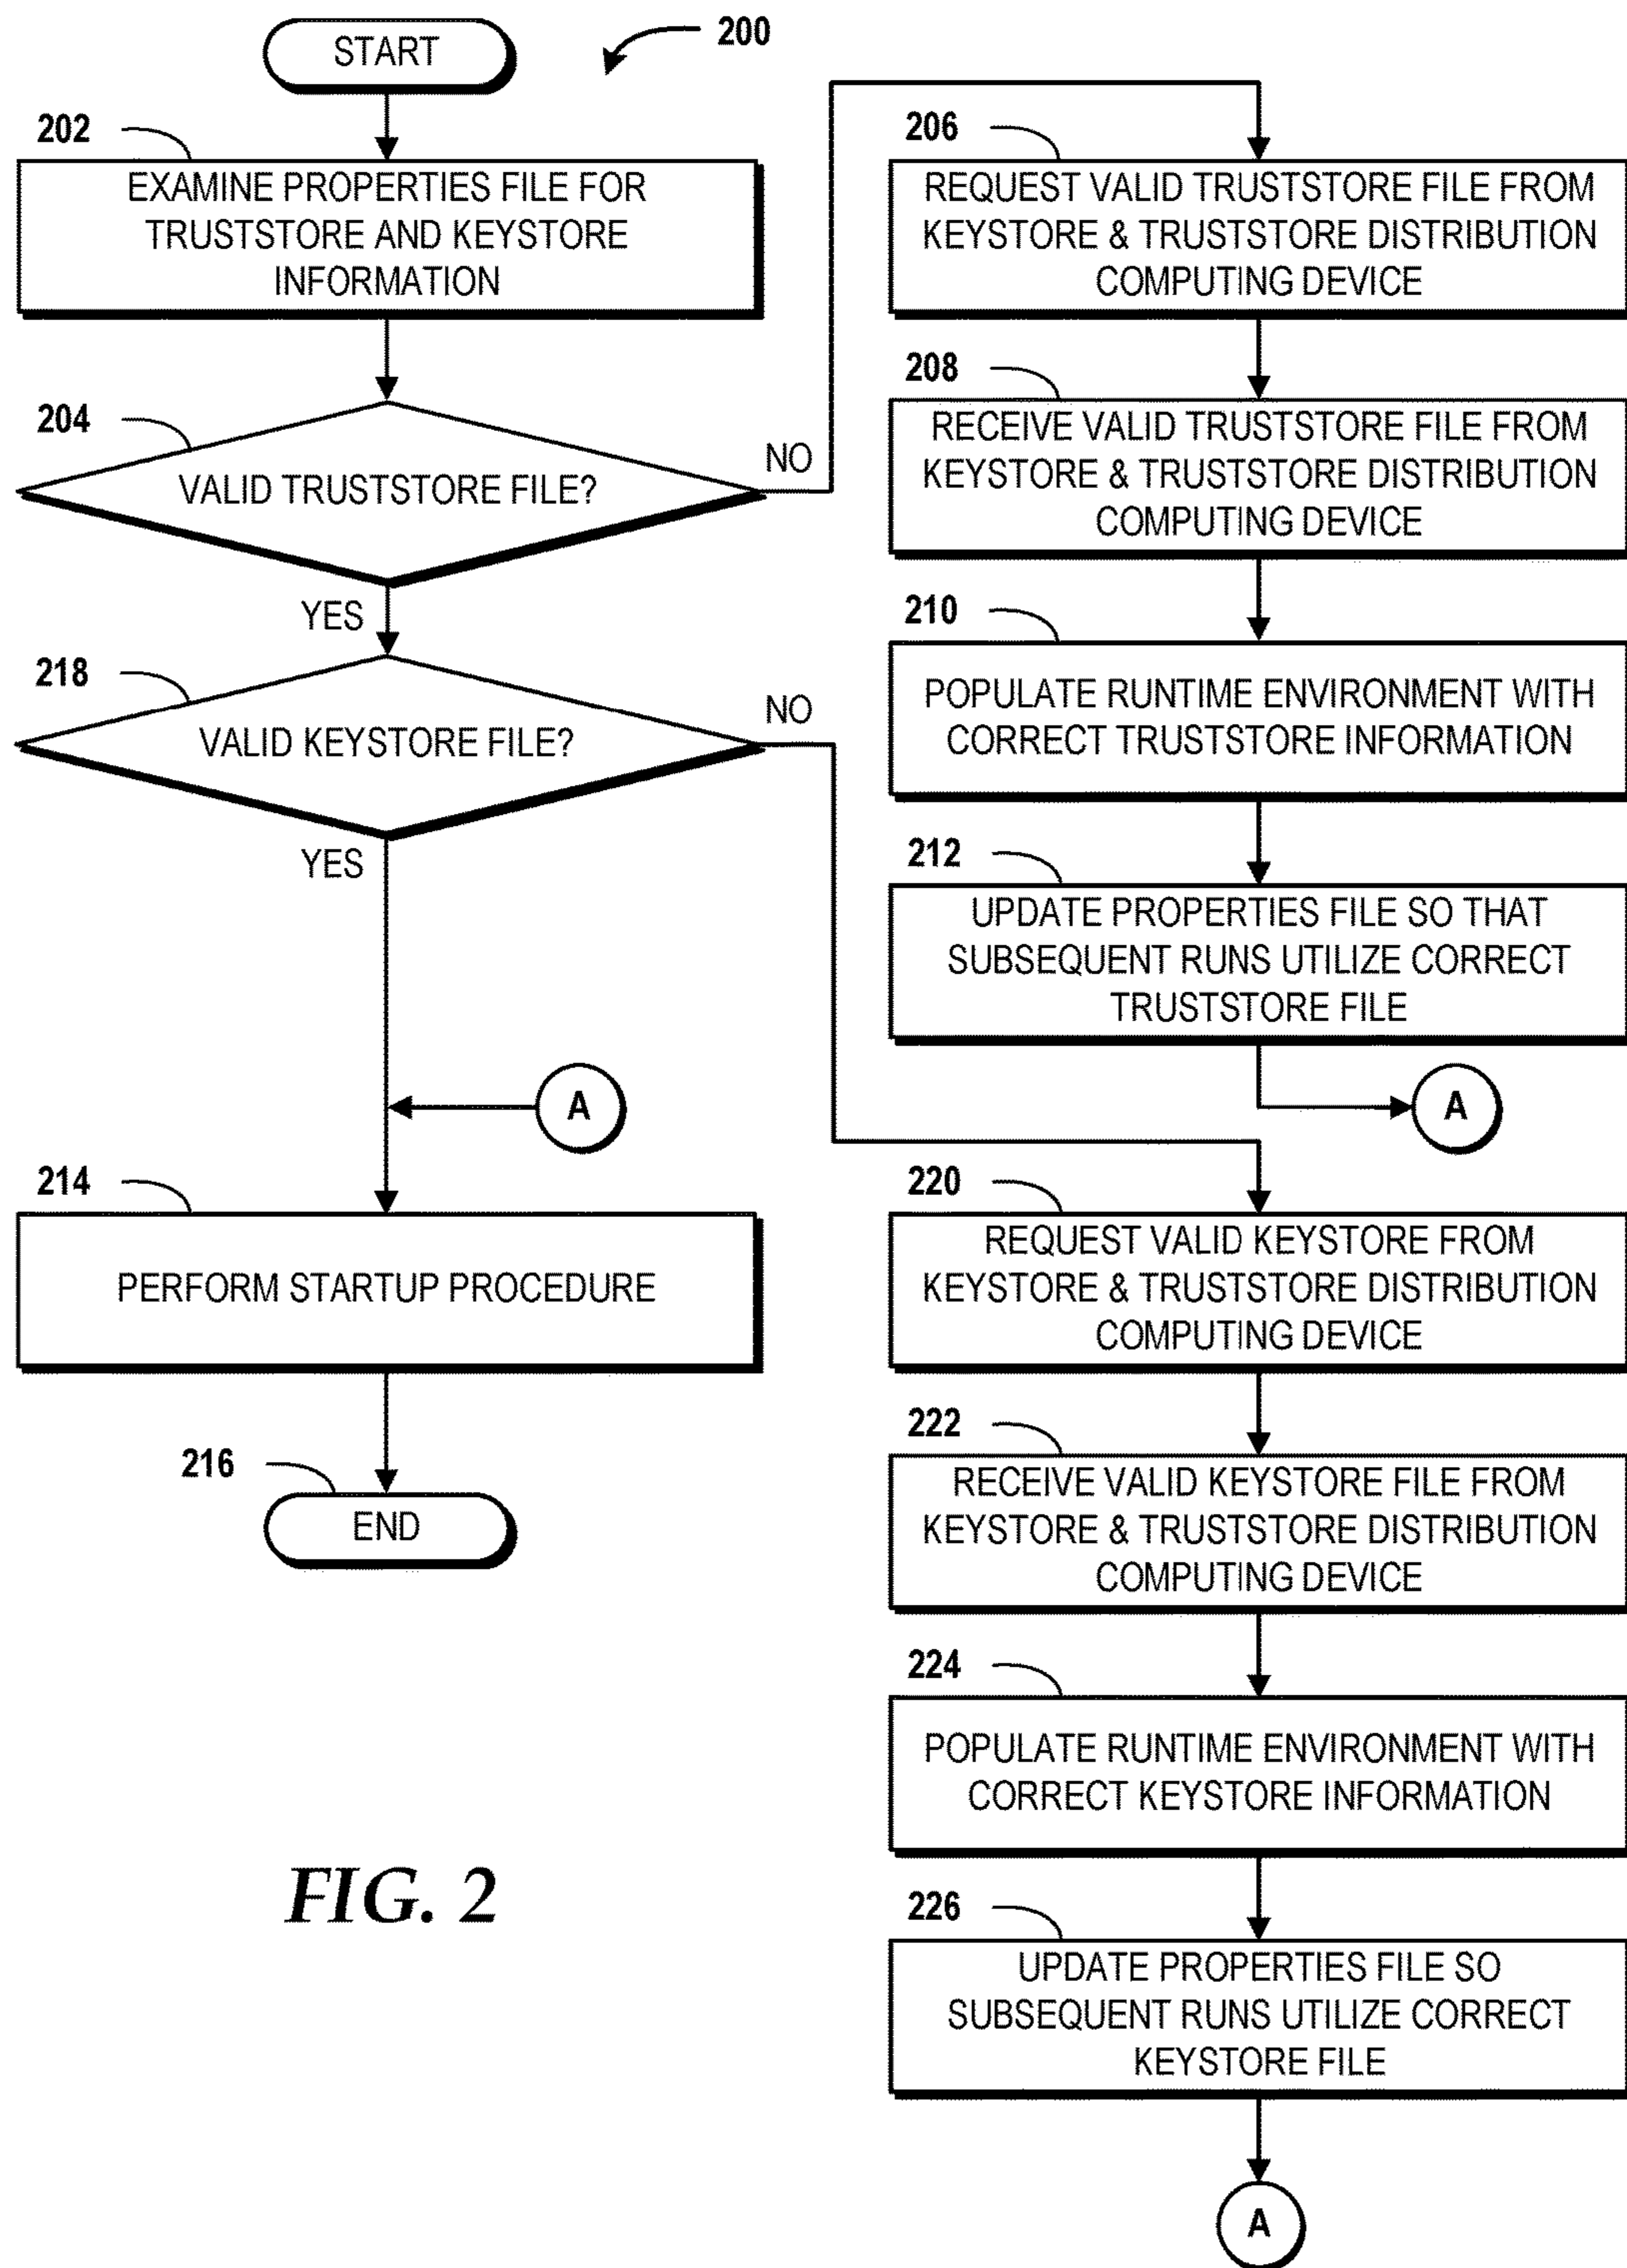 START
200
202
EXAMINE PROPERTIES FILE FOR
TRUSTSTORE AND KEYSTORE
INFORMATION
204
VALID TRUSTSTORE FILE?
NO
YES
218
VALID KEYSTORE FILE?
NO
YES
A
214
PERFORM STARTUP PROCEDURE
216
END
206
REQUEST VALID TRUSTSTORE FILE FROM
KEYSTORE & TRUSTSTORE DISTRIBUTION
COMPUTING DEVICE
208
RECEIVE VALID TRUSTSTORE FILE FROM
KEYSTORE & TRUSTSTORE DISTRIBUTION
COMPUTING DEVICE
210
POPULATE RUNTIME ENVIRONMENT WITH
CORRECT TRUSTSTORE INFORMATION
212
UPDATE PROPERTIES FILE SO THAT
SUBSEQUENT RUNS UTILIZE CORRECT
TRUSTSTORE FILE
A
220
REQUEST VALID KEYSTORE FROM
KEYSTORE & TRUSTSTORE DISTRIBUTION
COMPUTING DEVICE
222
RECEIVE VALID KEYSTORE FILE FROM
KEYSTORE & TRUSTSTORE DISTRIBUTION
COMPUTING DEVICE
224
POPULATE RUNTIME ENVIRONMENT WITH
CORRECT KEYSTORE INFORMATION
226
UPDATE PROPERTIES FILE SO
SUBSEQUENT RUNS UTILIZE CORRECT
KEYSTORE FILE
A
FIG. 2